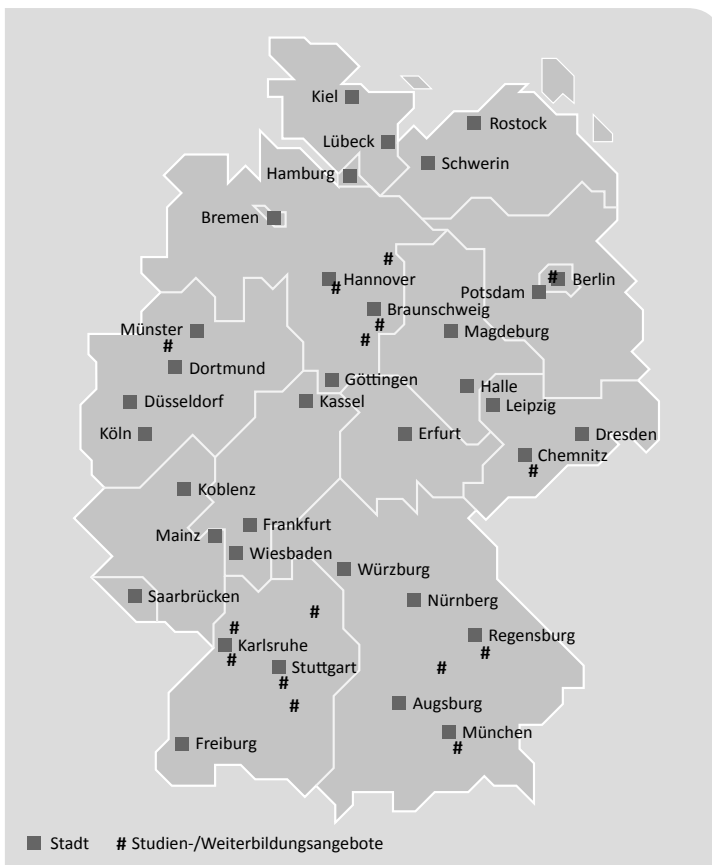 Kiel
Rostock
Lübeck
Schwerin
Hamburg
Bremen
#
Hannover
#
# Berlin
Potsdam
Braunschweig
#
#
Münster
#
Magdeburg
Dortmund
Göttingen
Halle
Düsseldorf
Kassel
Leipzig
Köln
Erfurt
Dresden
Chemnitz
#
Koblenz
Frankfurt
Mainz
Wiesbaden
Würzburg
Saarbrücken
Nürnberg
#
#
Karlsruhe
#
Regensburg
#
Stuttgart
#
#
#
Augsburg
München
#
Freiburg
Stadt # Studien-/Weiterbildungsangebote